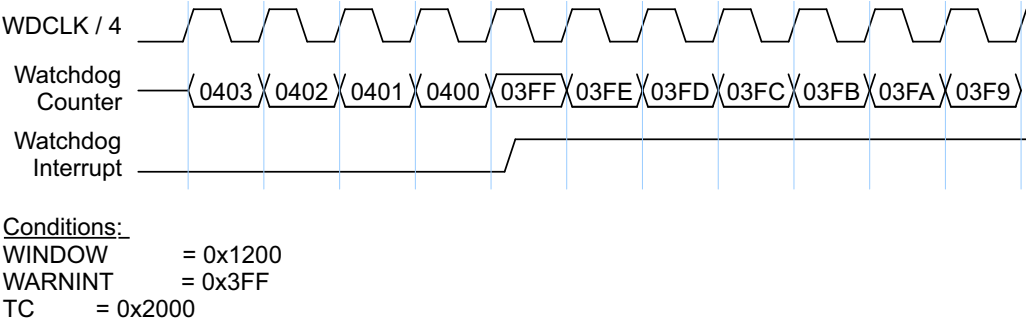 WDCLK / 4
Watchdog
Counter
0403 0402 0401 0400 03FF 03FE 03FD 03FC 03FB 03FA 03F9
Watchdog
Interrupt
Conditions:
WINDOW = 0x1200
WARNINT = 0x3FF
TC = 0x2000